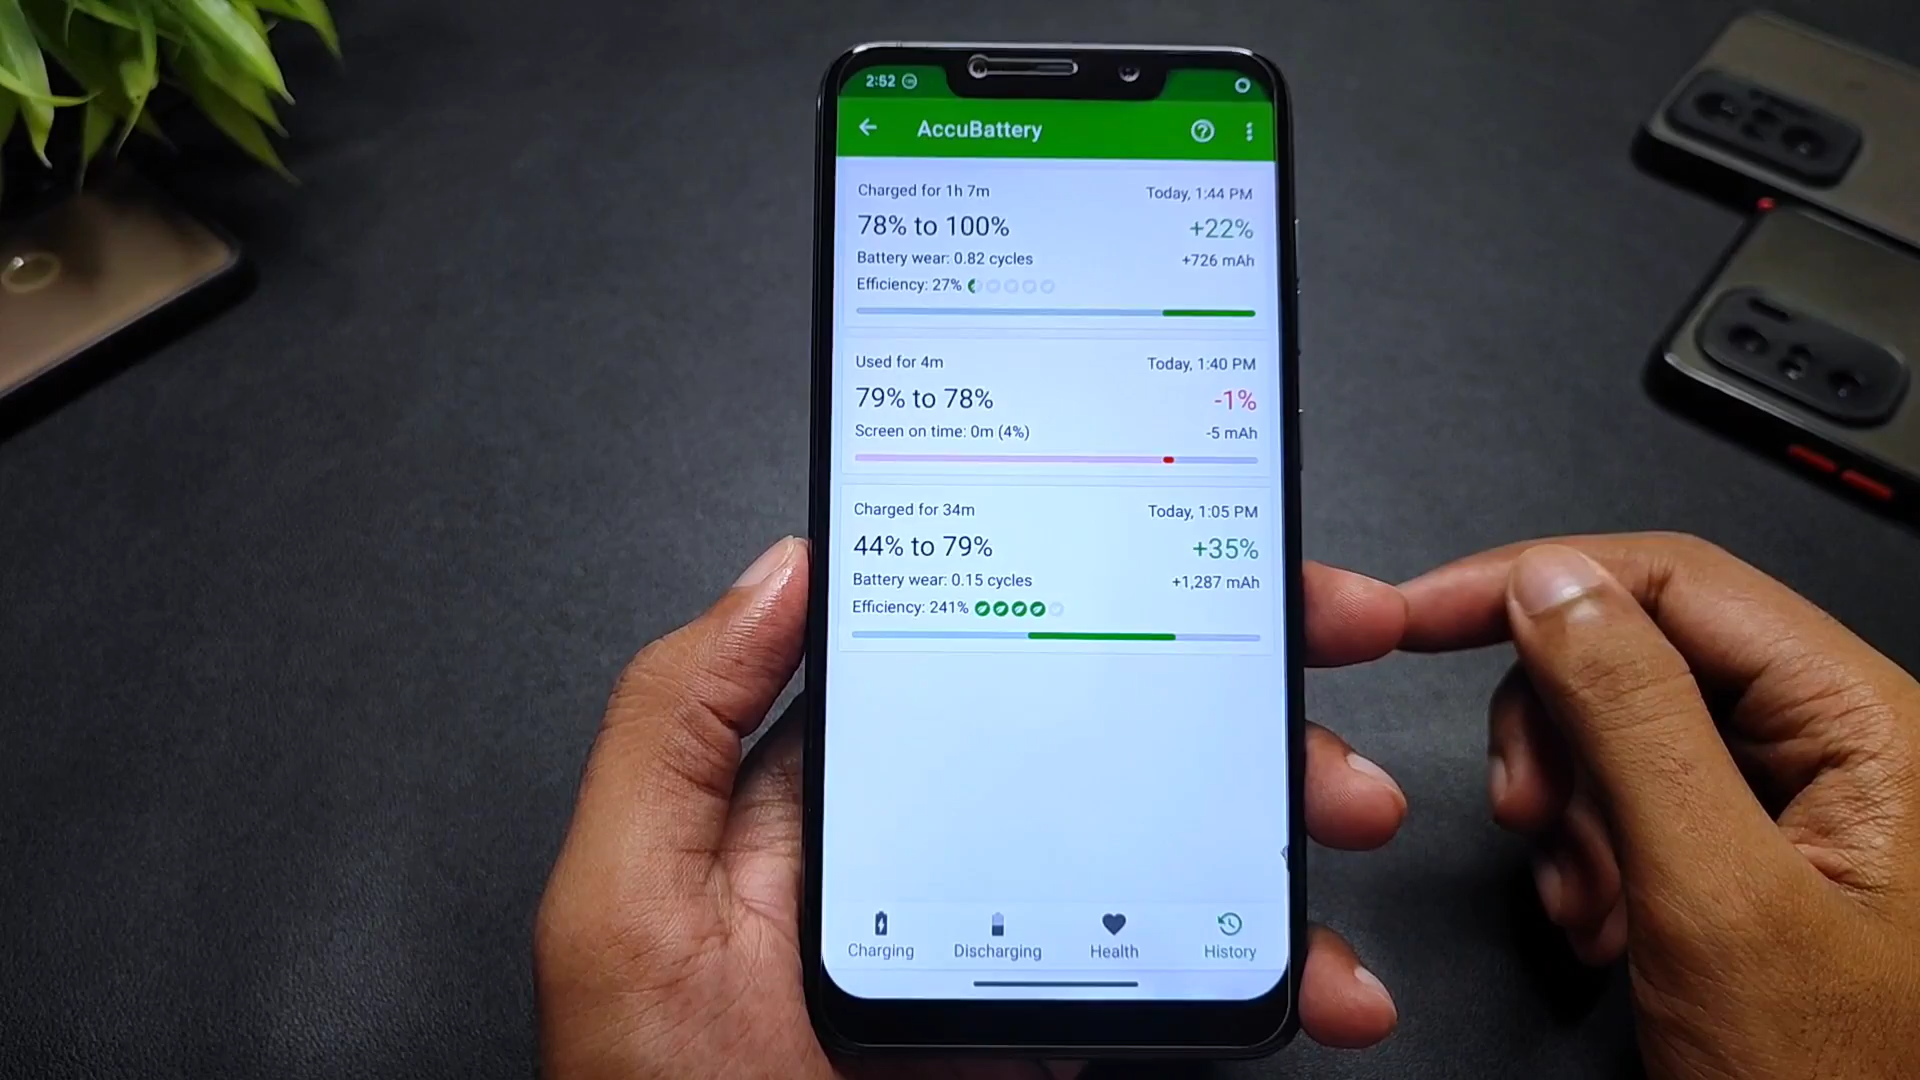 2:52
AccuBattery
Charged for 1h 7m
Today, 1:44 PM
78% to 100%
+22%
Battery wear: 0.82 cycles
+726 mAh
Efficiency: 27%
Used for 4m
Today, 1:40 PM
79% to 78%
-1%
Screen on time: 0m (4%)
-5 mAh
Charged for 34m
Today, 1:05 PM
44% to 79%
+35%
Battery wear: 0.15 cycles
+1,287 mAh
Efficiency: 241%
Charging
Discharging
Health
History